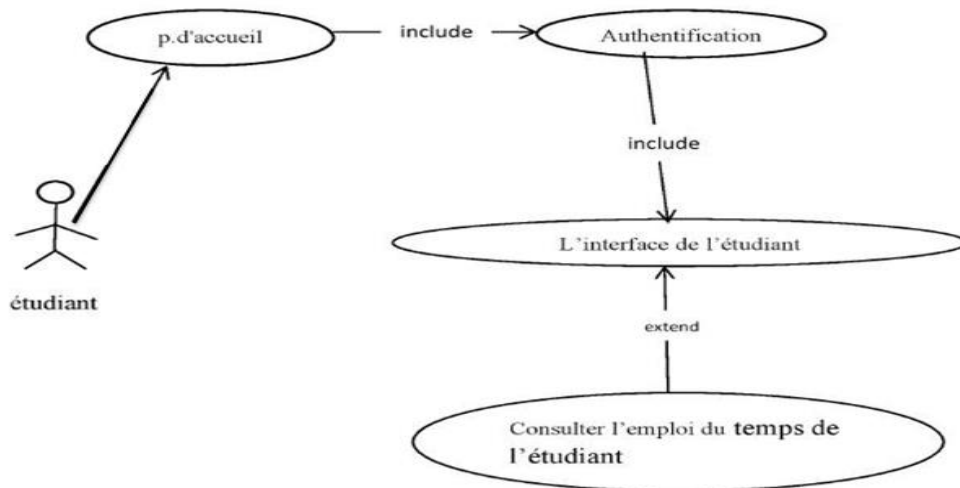 p.d'accueil
include
Authentification
include
L'interface de l'étudiant
étudiant
extend
Consulter l'emploi du temps de
l'étudiant